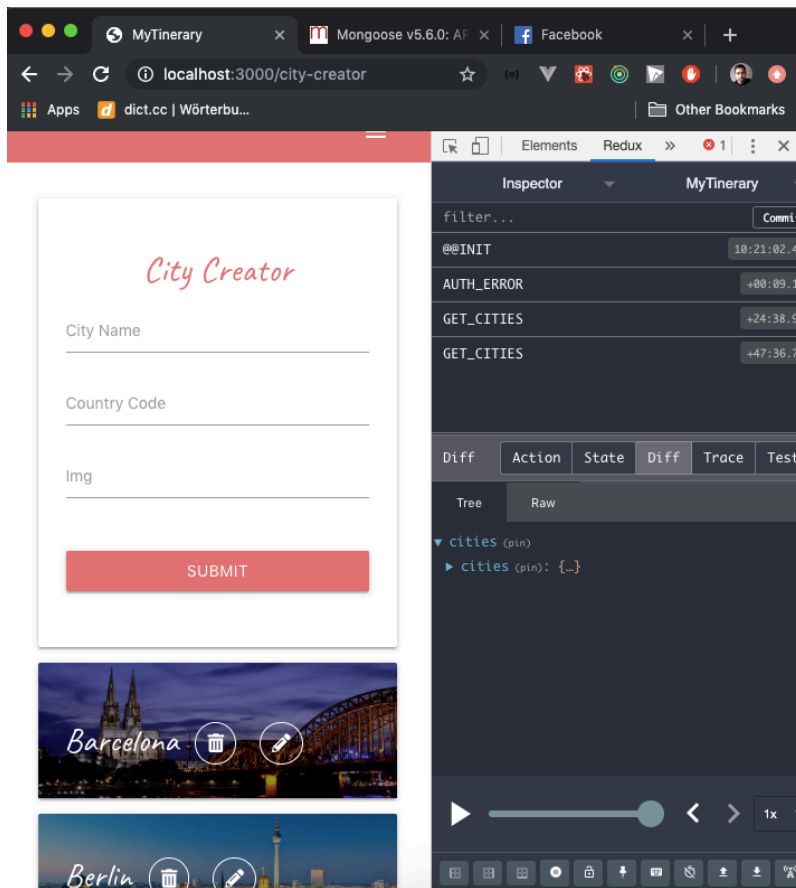 MyTinerary
Mongoose v5.6.0: AP
Facebook
localhost:3000/city-creator
Apps
dict.cc | Wörterbu...
Other Bookmarks
Elements
Redux
1
Inspector
MyTinerary
filter...
Commi
@@INIT
10:21:02.4
AUTH_ERROR
+00:09.1
GET_CITIES
+24:38.9
GET_CITIES
+47:36.7
City Creator
City Name
Country Code
Img
SUBMIT
Diff
Action
State
Diff
Trace
Test
Tree
Raw
cities (pin)
cities (pin): {…}
Barcelona
Berlin
1x